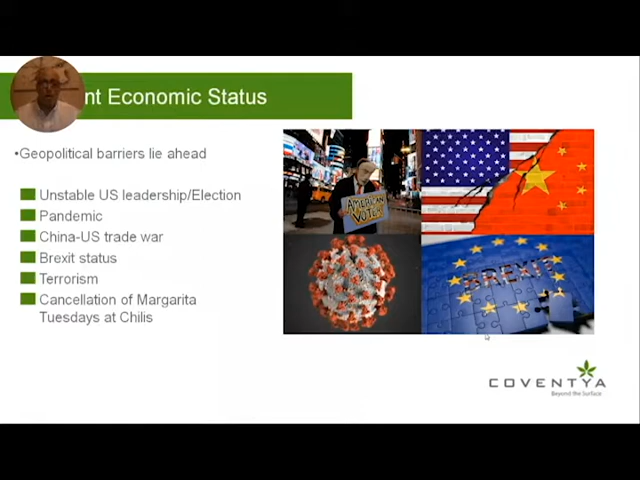 nt Economic Status
•Geopolitical barriers lie ahead
Unstable US leadership/Election
Pandemic
China-US trade war
Brexit status
Terrorism
Cancellation of Margarita
Tuesdays at Chilis
AMERICAN
VOTER
BREXIT
COVENTYA
Beyond the Surface